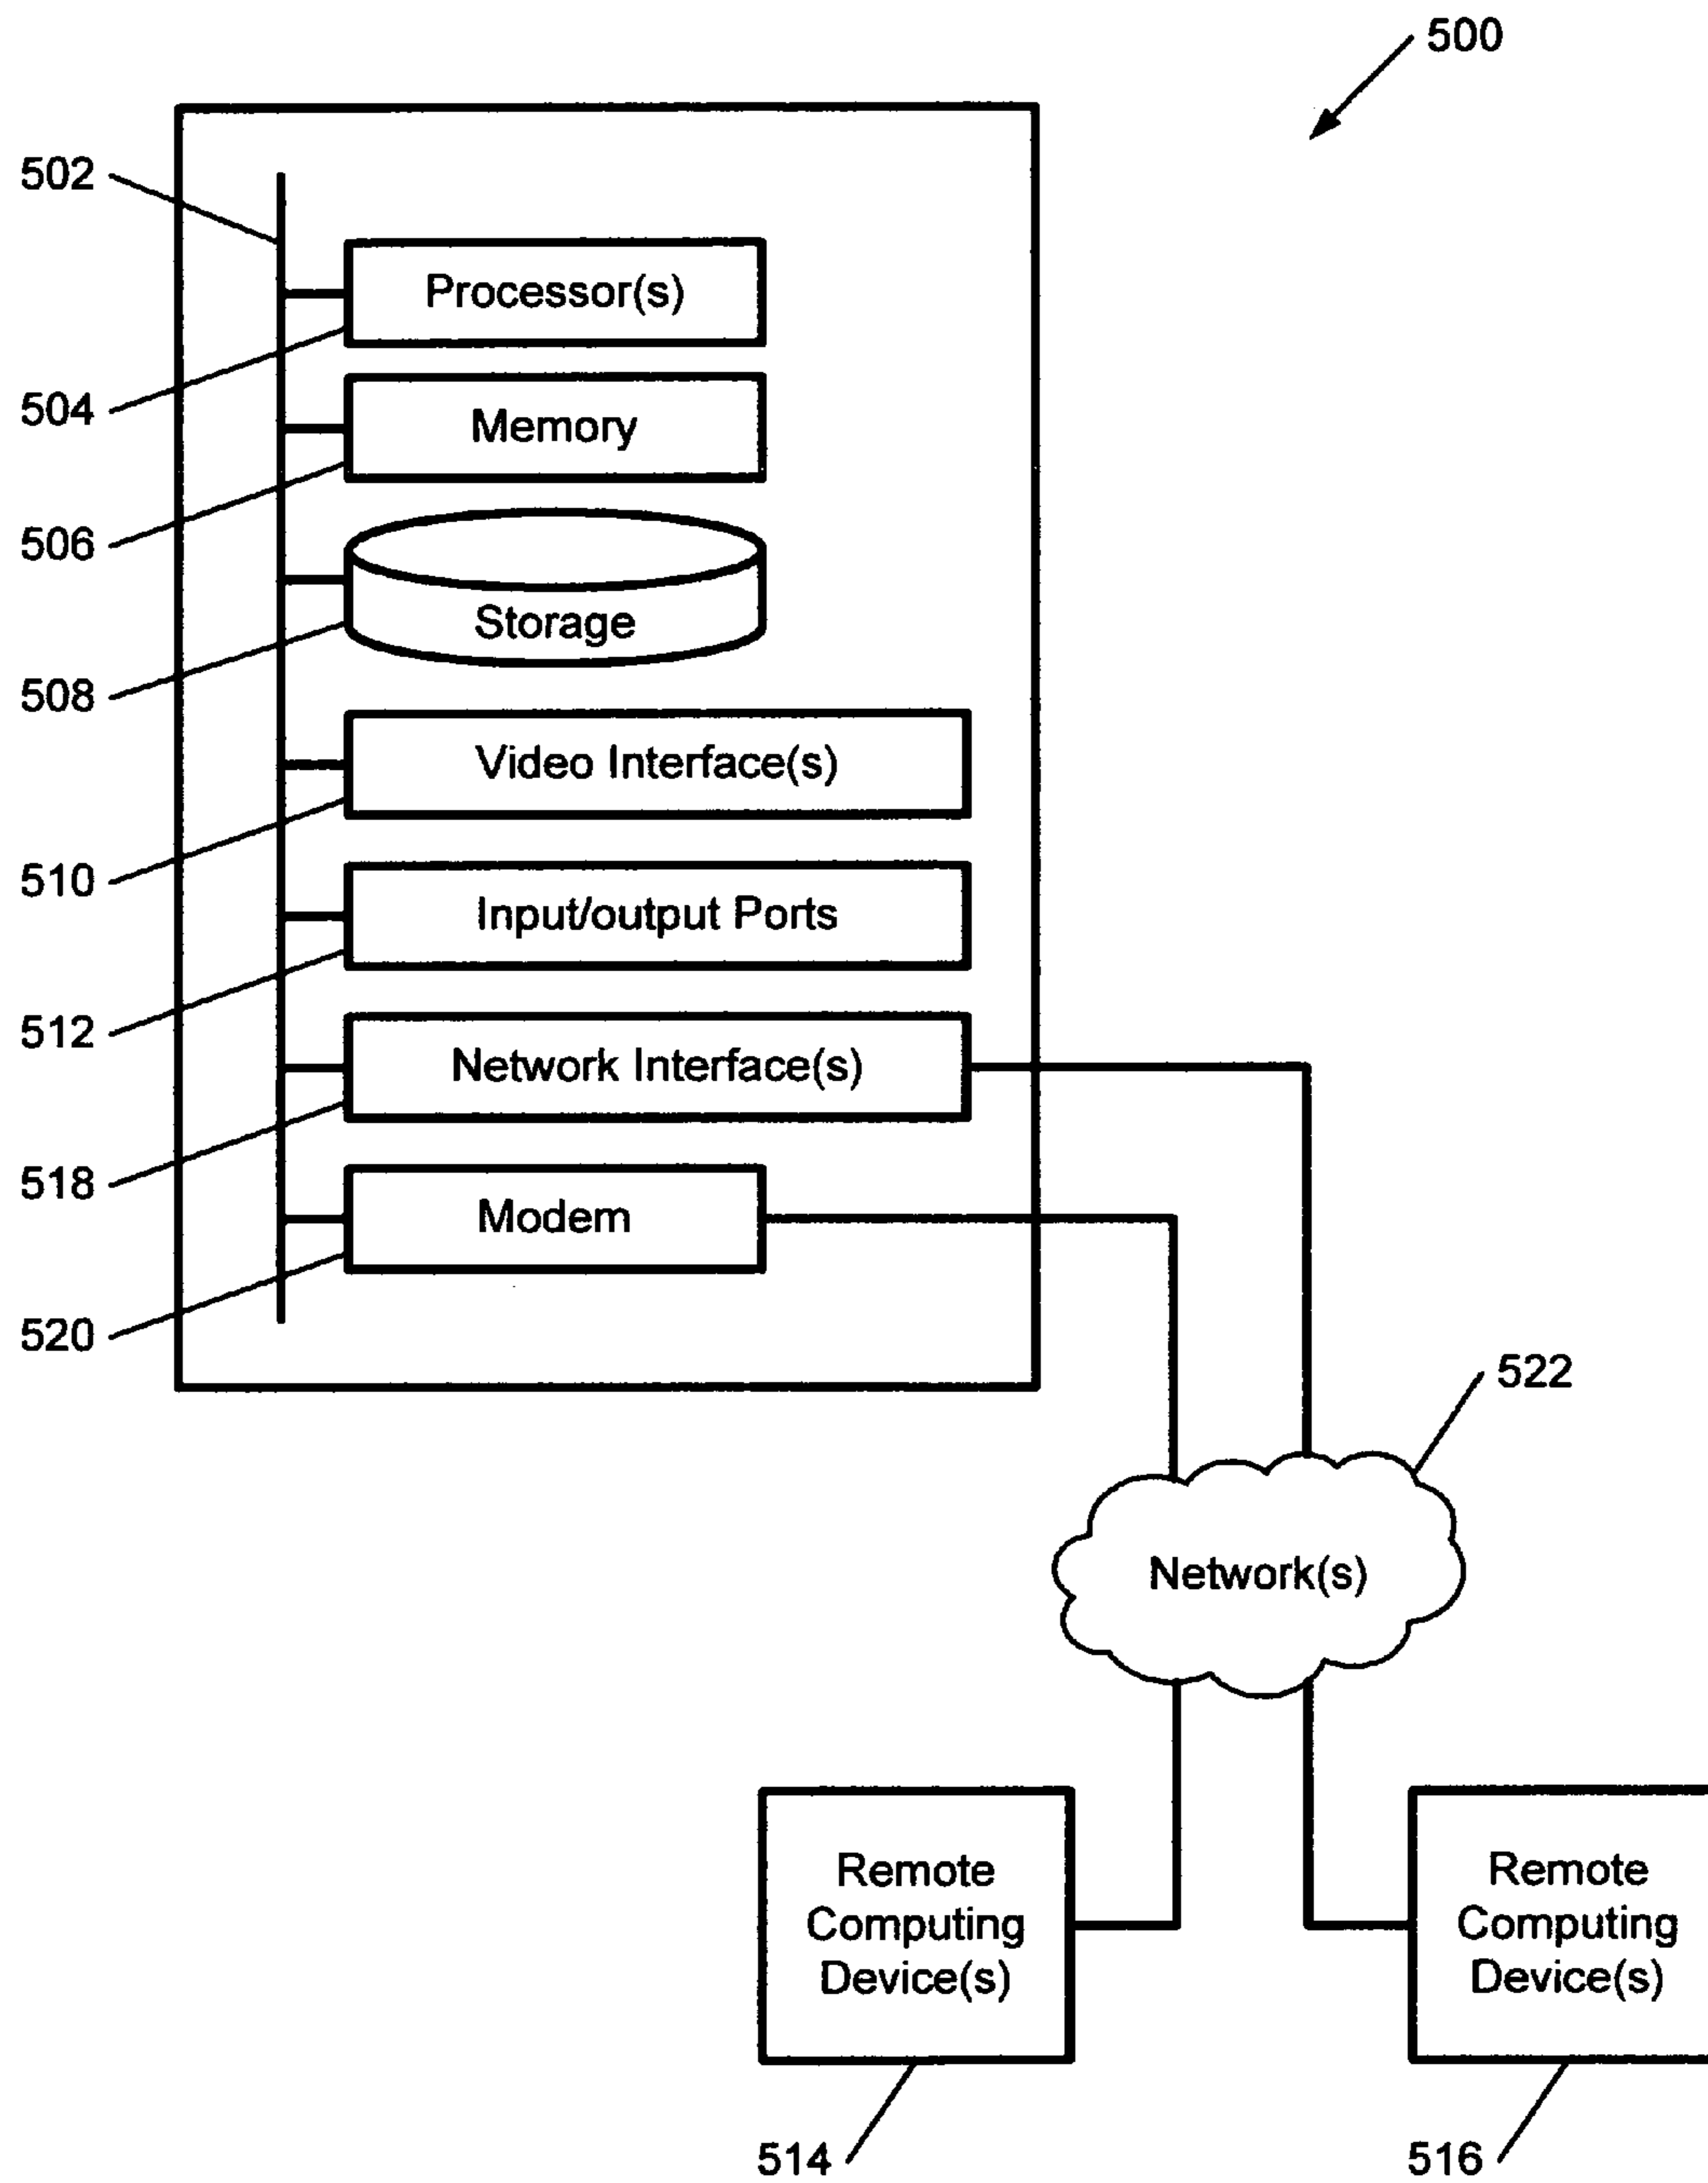 500
502
Processor(s)
504
Memory
506
Storage
508
Video Interface(s)
510
Input/output Ports
512
Network Interface(s)
518
Modem
520
522
Network(s)
Remote
Computing
Device(s)
Remote
Computing
Device(s)
514
516